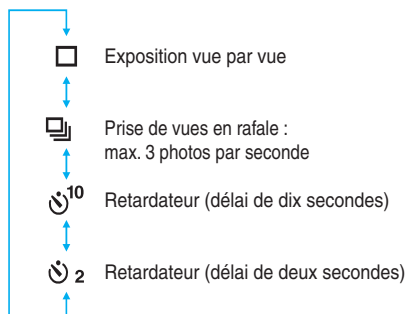 Exposition vue par vue
Prise de vues en rafale :
max. 3 photos par seconde
10 Retardateur (délai de dix secondes)
2 Retardateur (délai de deux secondes)